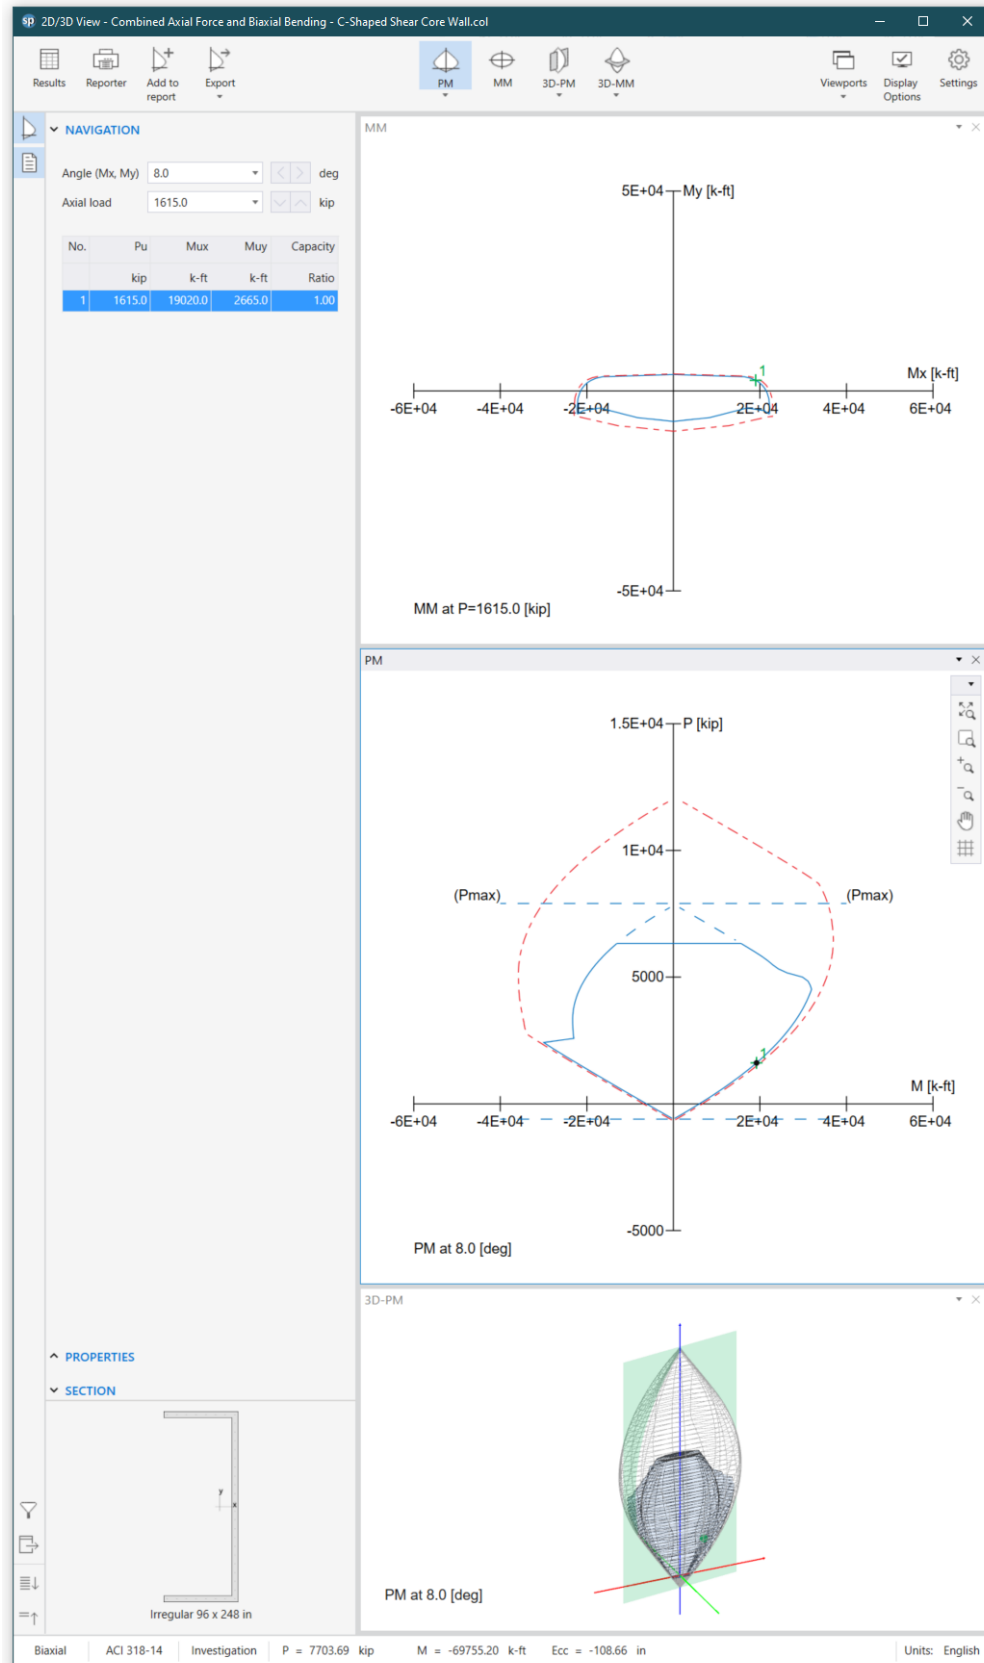 sp 2D/3D View - Combined Axial Force and Biaxial Bending - C-Shaped Shear Core Wall.col
Results Reporter Add to report Export PM MM 3D-PM 3D-MM Viewports Display Options Settings
NAVIGATION
Angle (Mx, My) 8.0 deg
Axial load 1615.0 kip
No. Pu Mux Muy Capacity
kip k-ft k-ft Ratio
1 1615.0 19020.0 2665.0 1.00
MM
5E+04 My [k-ft]
1
Mx [k-ft]
-6E+04 -4E+04 -2E+04 2E+04 4E+04 6E+04
-5E+04
MM at P=1615.0 [kip]
PM
1.5E+04 P [kip]
1E+04
(Pmax) (Pmax)
5000
1
M [k-ft]
-6E+04 -4E+04 -2E+04 2E+04 4E+04 6E+04
-5000
PM at 8.0 [deg]
3D-PM
PM at 8.0 [deg]
PROPERTIES
SECTION
y
x
Irregular 96 x 248 in
Biaxial ACI 318-14 Investigation P = 7703.69 kip M = -69755.20 k-ft Ecc = -108.66 in Units: English